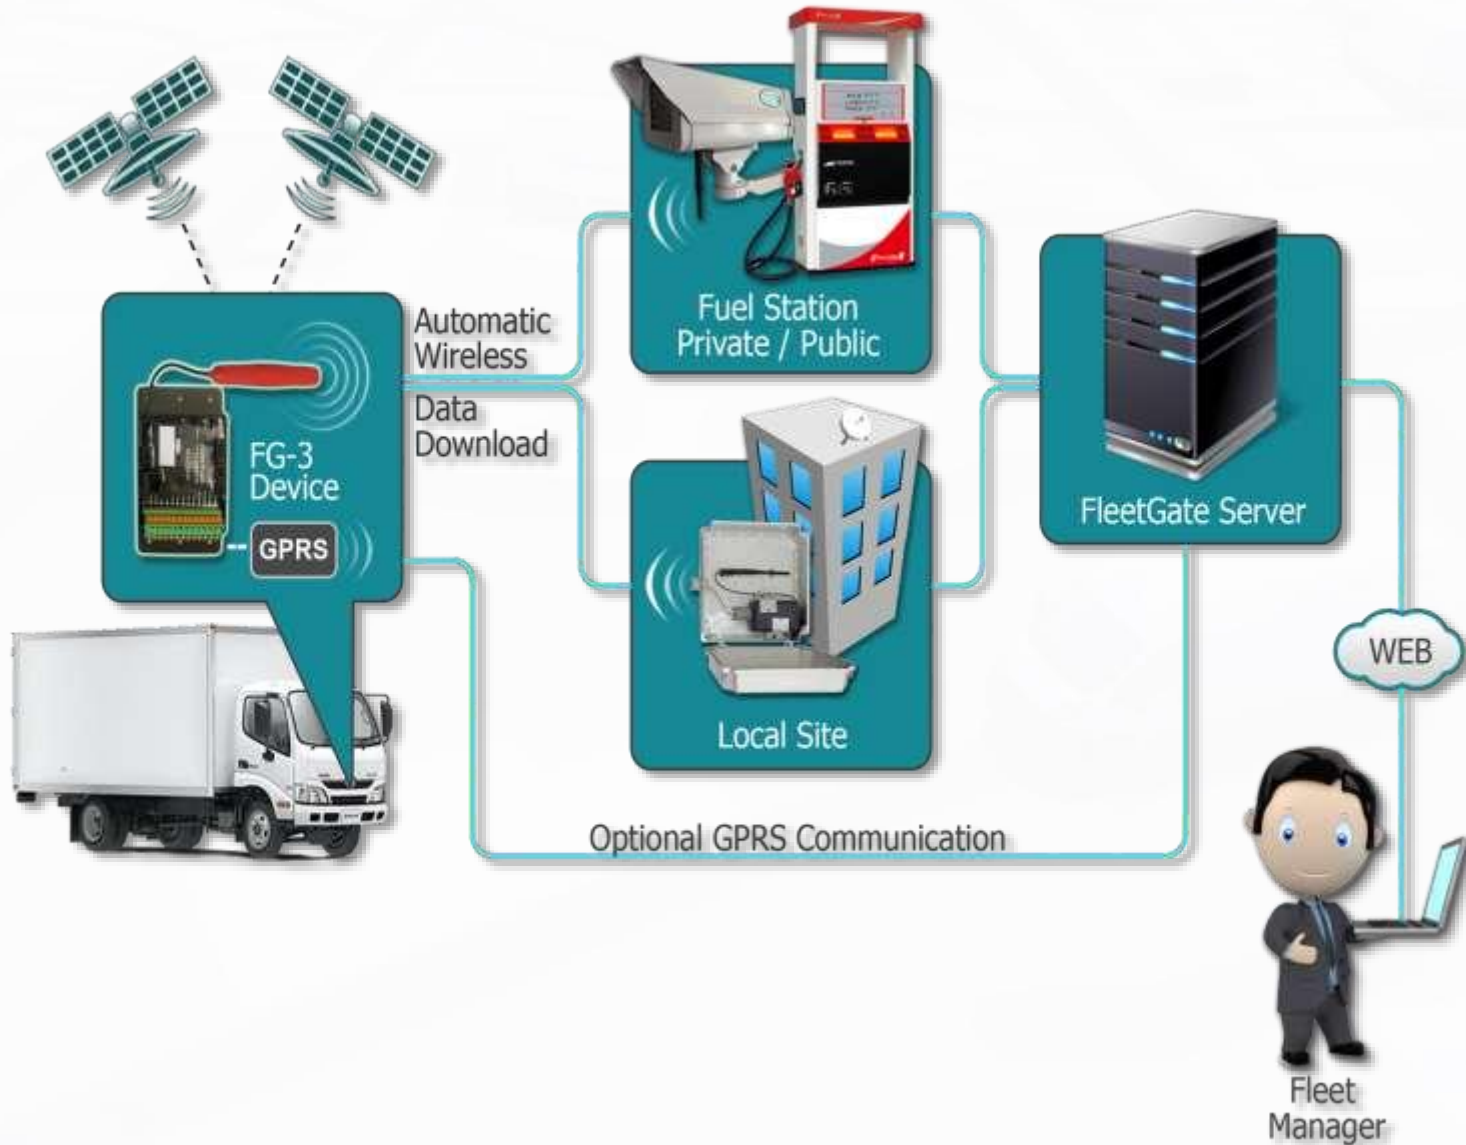 Fuel Station
Private / Public
Automatic
Wireless
Data
Download
FG-3
Device
GPRS
FleetGate Server
Local Site
WEB
Optional GPRS Communication
Fleet
Manager